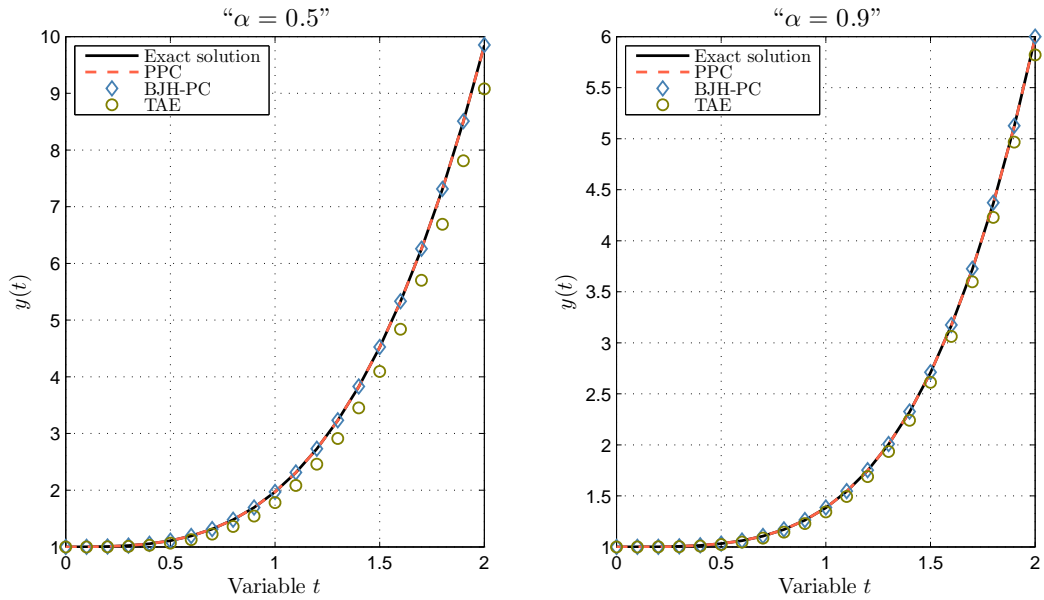 “α = 0.5”
10
9
8
7
6
5
4
3
2
1
y(t)
Exact solution
PPC
BJH-PC
TAE
0
0.5
1
1.5
2
Variable t
“α = 0.9”
6
5.5
5
4.5
4
3.5
3
2.5
2
1.5
1
y(t)
Exact solution
PPC
BJH-PC
TAE
0
0.5
1
1.5
2
Variable t